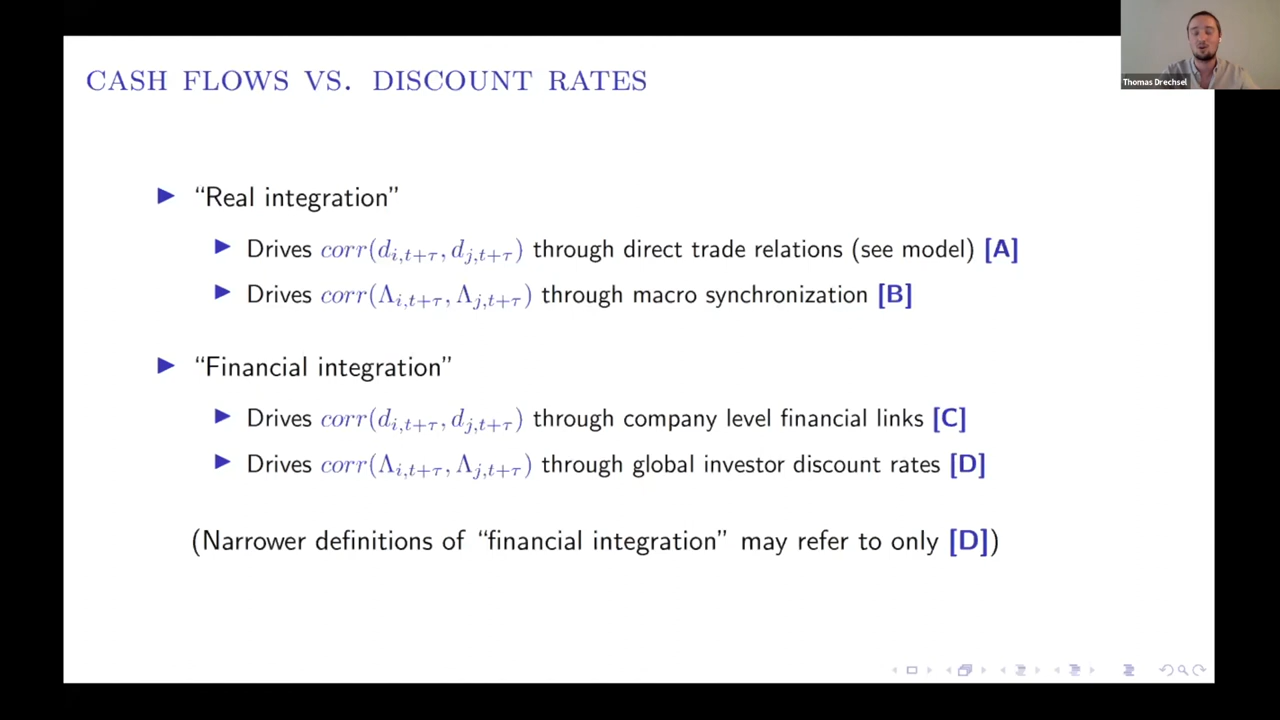 CASH FLOWS VS. DISCOUNT RATES
Thomas Drechsel
▶ “Real integration”
▶ Drives corr(d_{i,t+τ}, d_{j,t+τ}) through direct trade relations (see model) [A]
▶ Drives corr(Λ_{i,t+τ}, Λ_{j,t+τ}) through macro synchronization [B]
▶ “Financial integration”
▶ Drives corr(d_{i,t+τ}, d_{j,t+τ}) through company level financial links [C]
▶ Drives corr(Λ_{i,t+τ}, Λ_{j,t+τ}) through global investor discount rates [D]
(Narrower definitions of “financial integration” may refer to only [D])